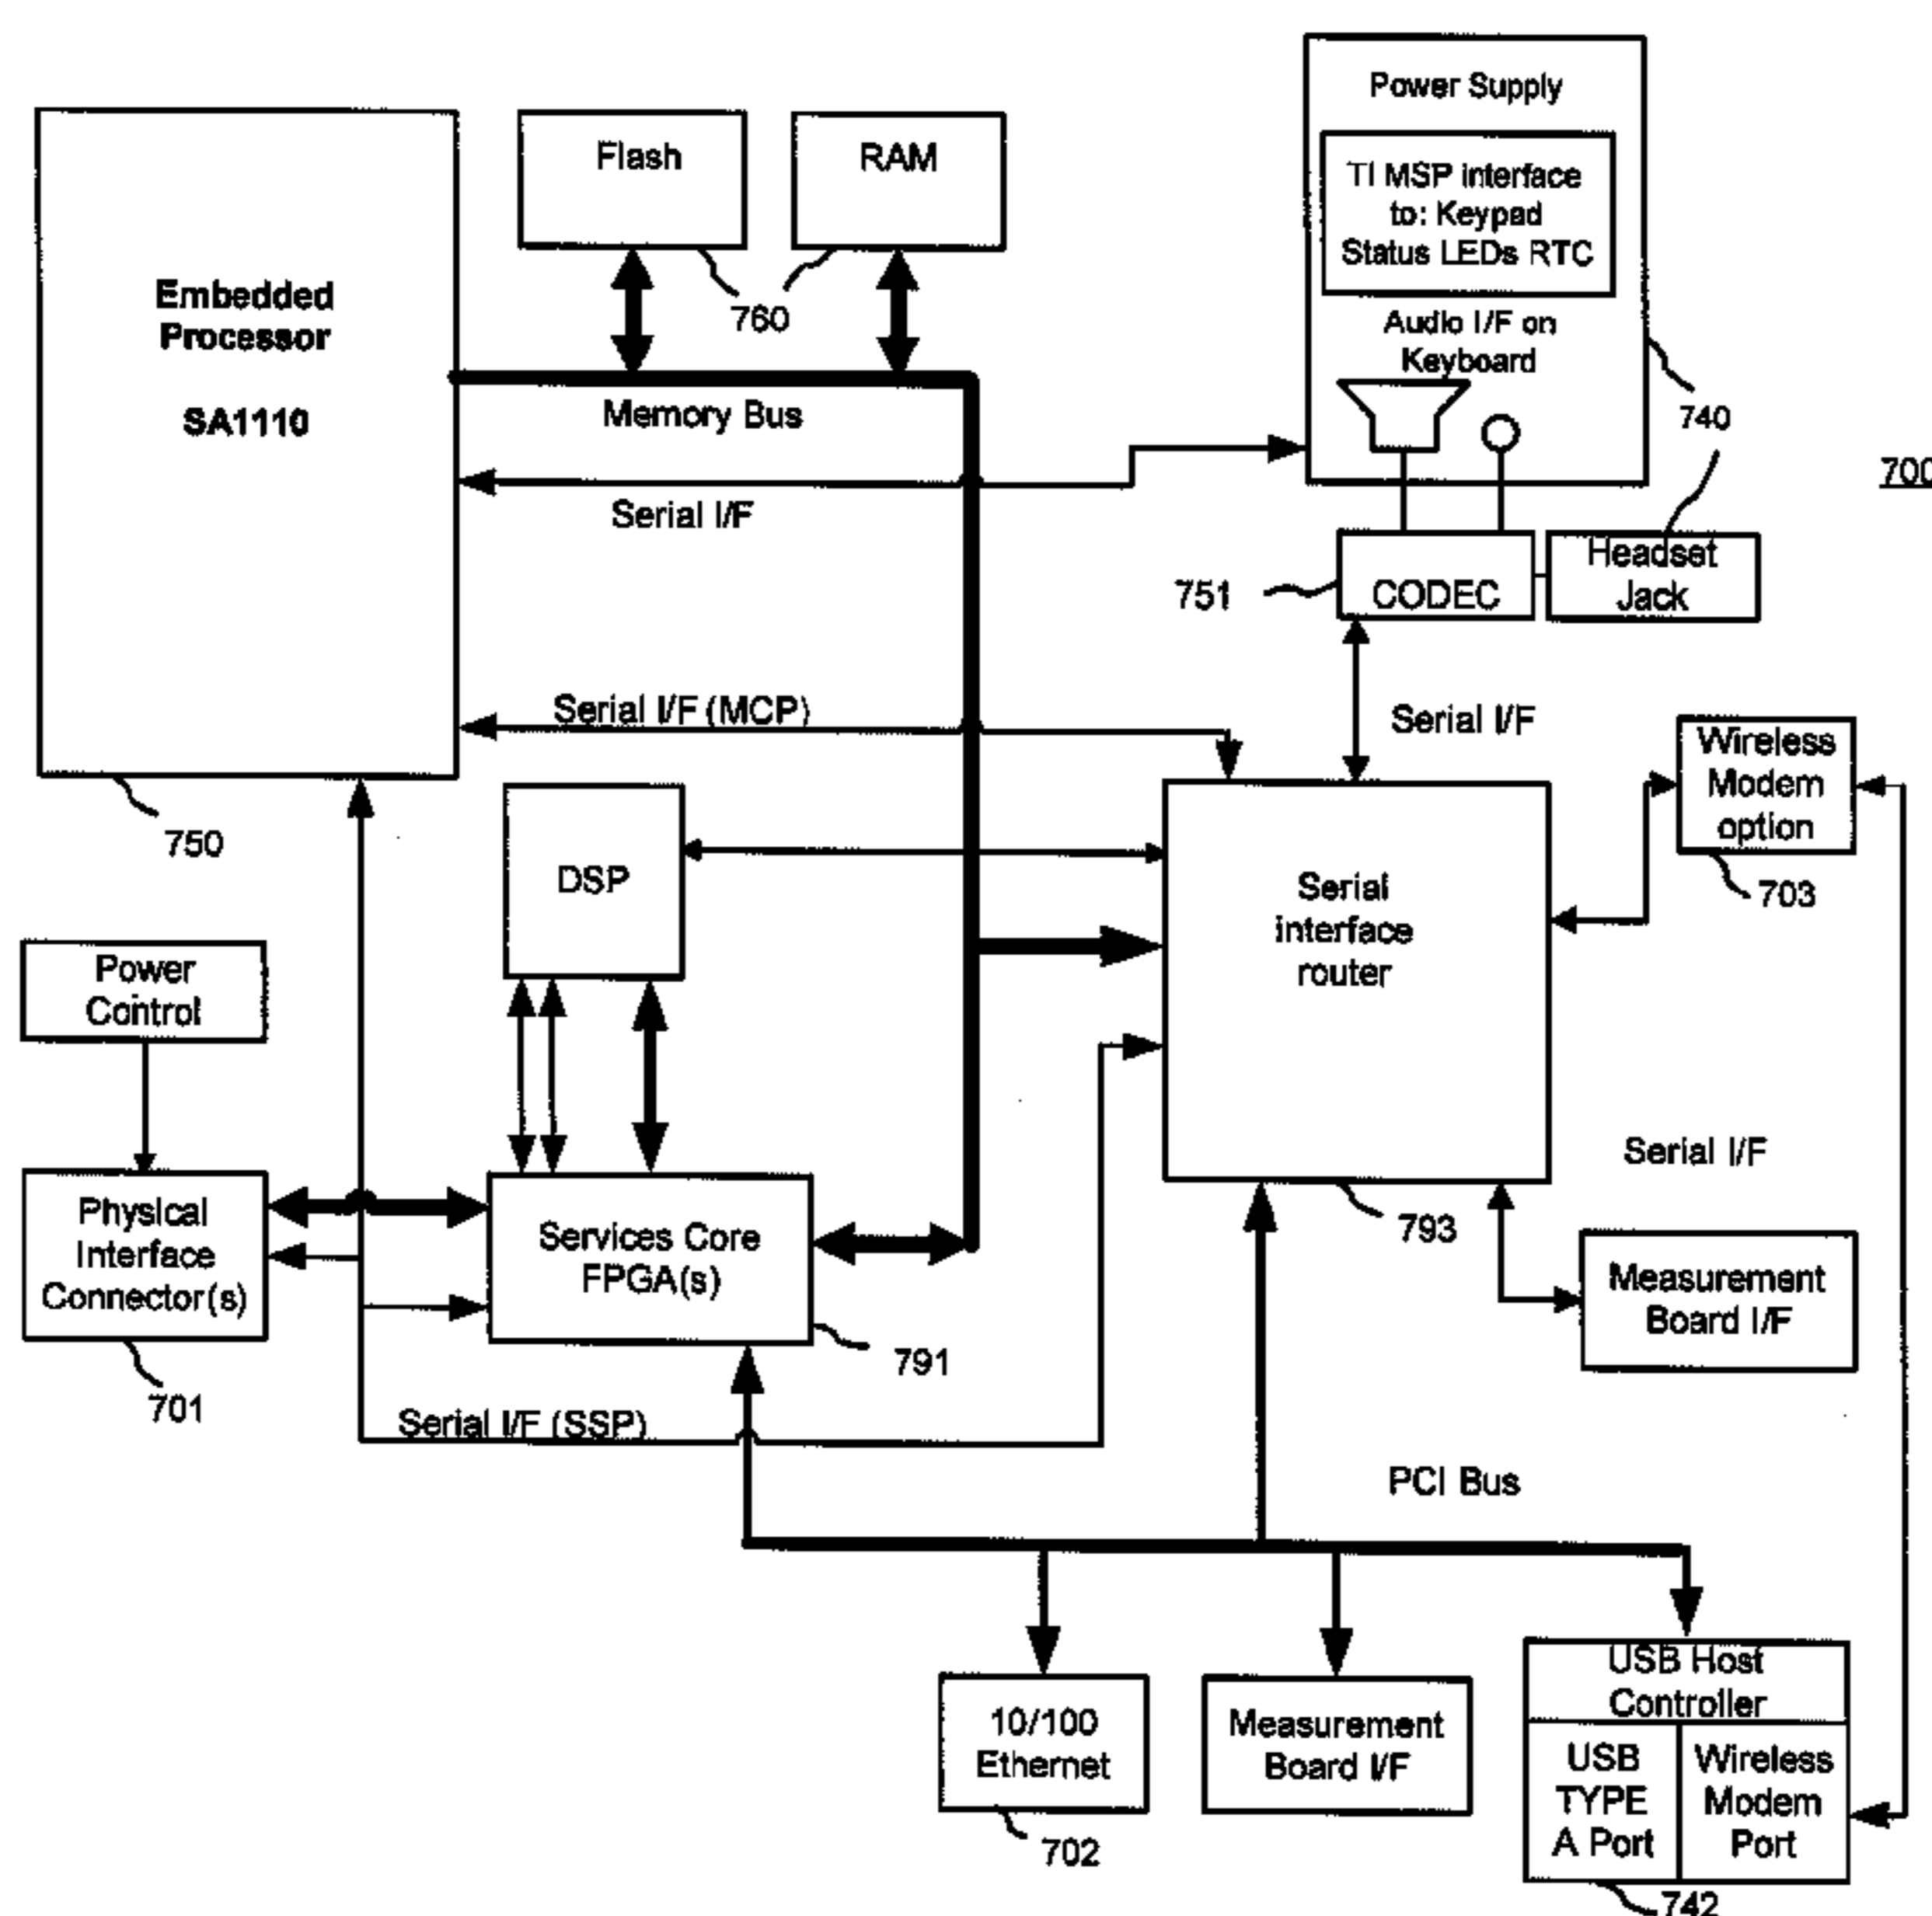 Power Supply
TI MSP interface
to: Keypad
Status LEDs RTC
Audio I/F on
Keyboard
Flash
RAM
760
Embedded
Processor
SA1110
Memory Bus
Serial I/F
740
700
751
CODEC
Headset
Jack
Serial I/F (MCP)
Serial I/F
Wireless
Modem
option
703
750
DSP
Serial
interface
router
Power
Control
Physical
Interface
Connector(s)
701
Services Core
FPGA(s)
791
793
Serial I/F
Measurement
Board I/F
Serial I/F (SSP)
PCI Bus
10/100
Ethernet
702
Measurement
Board I/F
USB Host
Controller
USB
TYPE
A Port
Wireless
Modem
Port
742